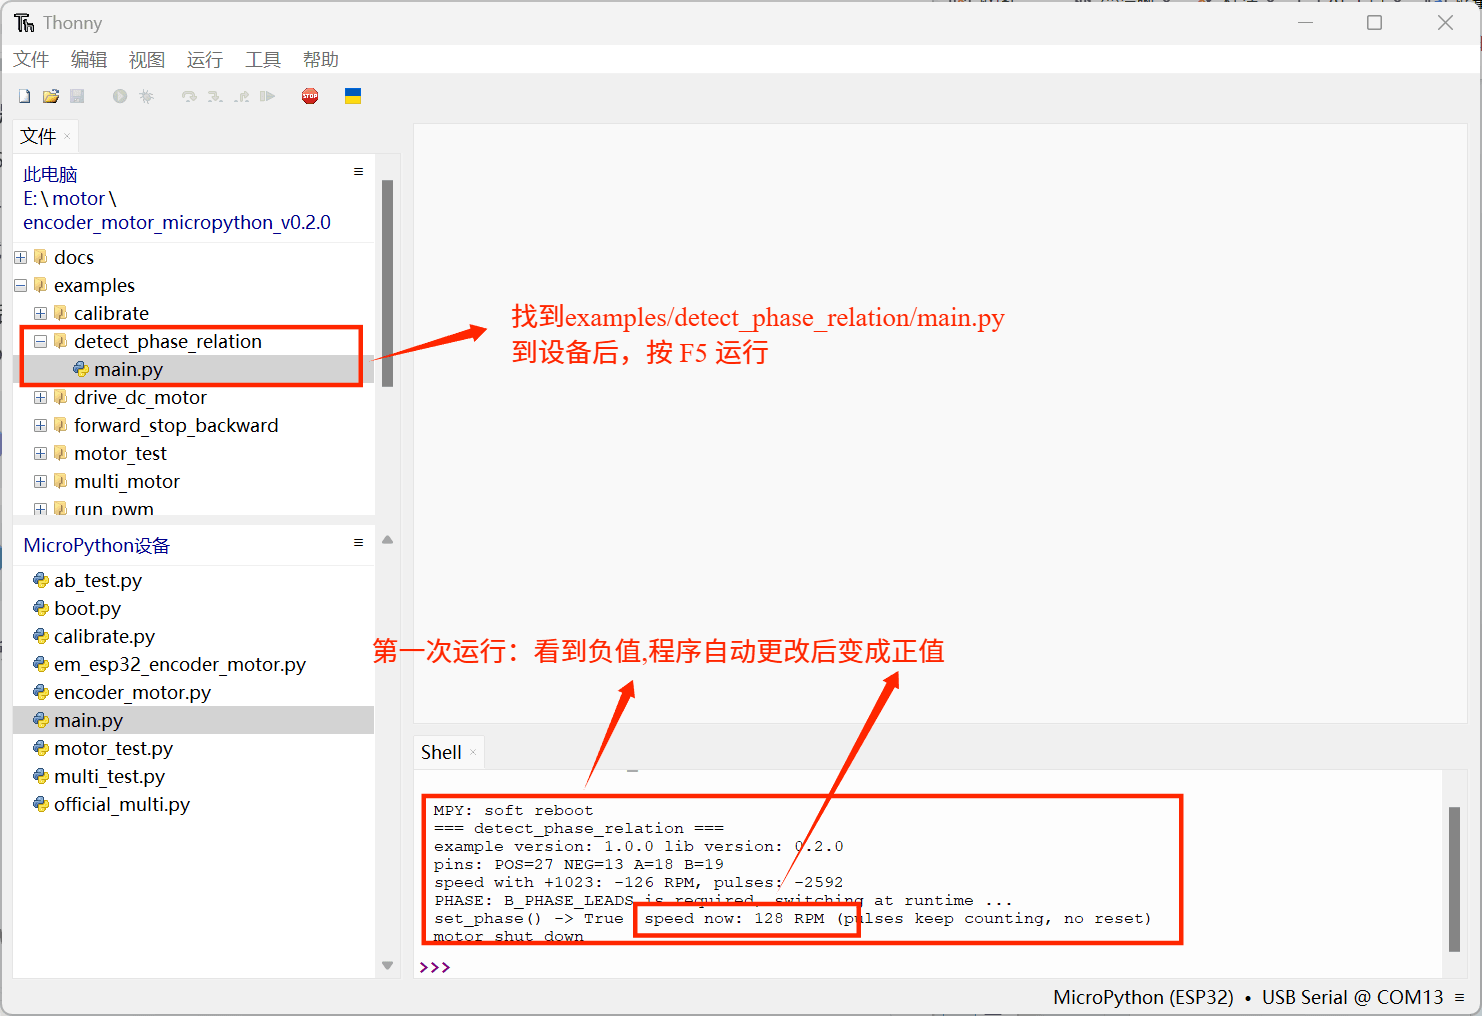 Thonny
文件 编辑 视图 运行 工具 帮助
STOP
文件
此电脑
E:\motor\
encoder_motor_micropython_v0.2.0
docs
examples
calibrate
detect_phase_relation
main.py
drive_dc_motor
forward_stop_backward
motor_test
multi_motor
run_pwm
找到examples/detect_phase_relation/main.py
到设备后，按 F5 运行
MicroPython设备
ab_test.py
boot.py
calibrate.py
em_esp32_encoder_motor.py
encoder_motor.py
main.py
motor_test.py
multi_test.py
official_multi.py
第一次运行：看到负值,程序自动更改后变成正值
Shell
MPY: soft reboot
=== detect_phase_relation ===
example version: 1.0.0 lib version: 0.2.0
pins: POS=27 NEG=13 A=18 B=19
speed with +1023: -126 RPM, pulses: -2592
PHASE: B_PHASE_LEADS is required, switching at runtime ...
set_phase() -> True speed now: 128 RPM (pulses keep counting, no reset)
motor shut down
>>>
MicroPython (ESP32) • USB Serial @ COM13